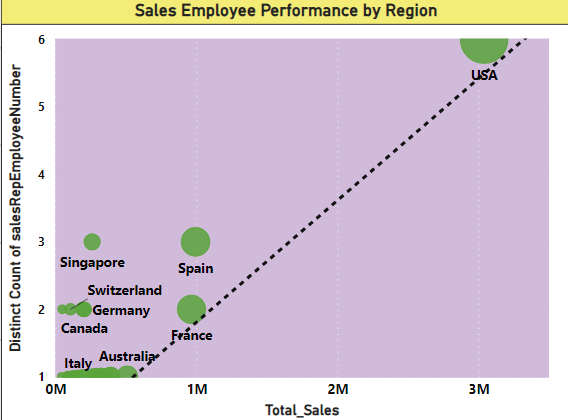 Sales Employee Performance by Region
Distinct Count of salesRepEmployeeNumber
6
5
4
3
2
1
USA
Singapore
Spain
Switzerland
Germany
Canada
France
Italy
Australia
0M
1M
2M
3M
Total_Sales